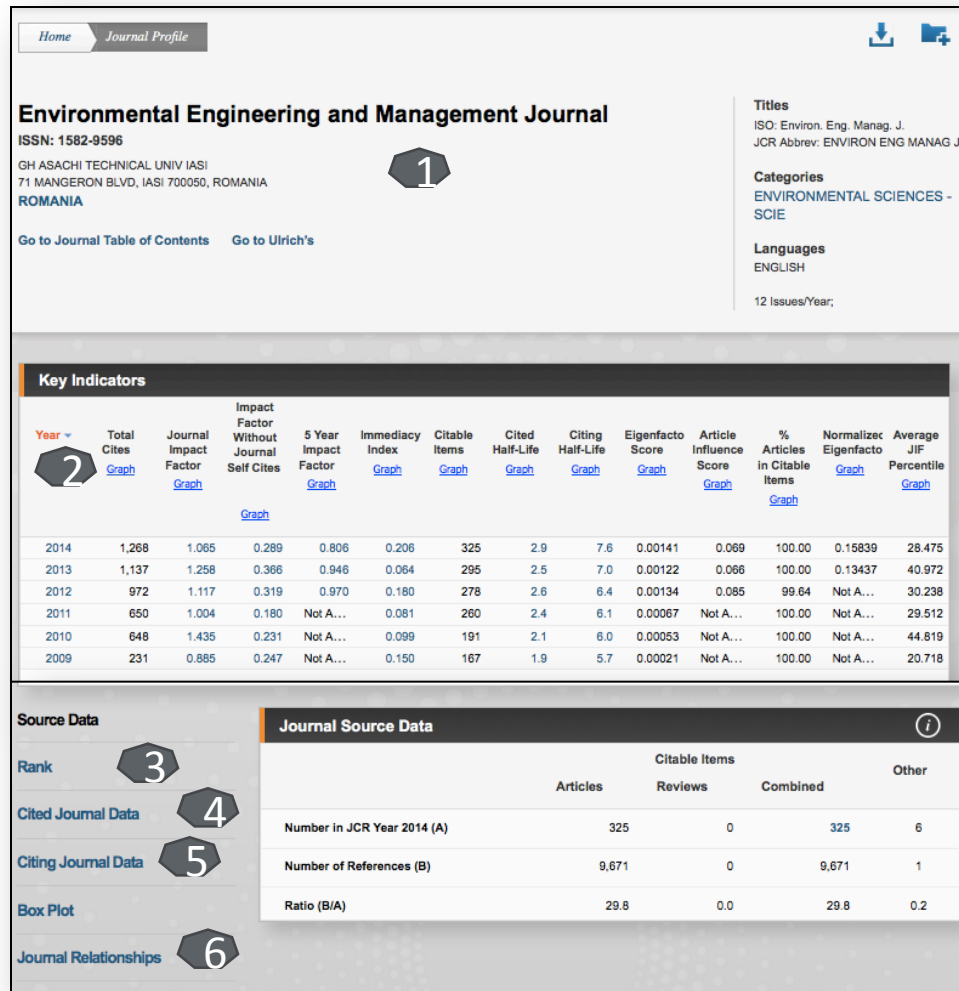 Home Journal Profile
Environmental Engineering and Management Journal
ISSN: 1582-9596
GH ASACHI TECHNICAL UNIV IASI
71 MANGERON BLVD, IASI 700050, ROMANIA
ROMANIA
Go to Journal Table of Contents Go to Ulrich's
1
Titles
ISO: Environ. Eng. Manag. J.
JCR Abbrev: ENVIRON ENG MANAG J
Categories
ENVIRONMENTAL SCIENCES -
SCIE
Languages
ENGLISH
12 Issues/Year;
Key Indicators
Year Total Cites Graph Journal Impact Factor Graph Impact Factor Without Journal Self Cites Graph 5 Year Impact Factor Graph Immediacy Index Graph Citable Items Graph Cited Half-Life Graph Citing Half-Life Graph Eigenfacto Score Graph Article Influence Score Graph % Articles in Citable Items Graph Normalized Eigenfacto Graph Average JIF Percentile Graph
2
2014 1,268 1.065 0.289 0.806 0.206 325 2.9 7.6 0.00141 0.069 100.00 0.15839 28.475
2013 1,137 1.258 0.366 0.946 0.064 295 2.5 7.0 0.00122 0.066 100.00 0.13437 40.972
2012 972 1.117 0.319 0.970 0.180 278 2.6 6.4 0.00134 0.085 99.64 Not A... 30.238
2011 650 1.004 0.180 Not A... 0.081 260 2.4 6.1 0.00067 Not A... 100.00 Not A... 29.512
2010 648 1.435 0.231 Not A... 0.099 191 2.1 6.0 0.00053 Not A... 100.00 Not A... 44.819
2009 231 0.885 0.247 Not A... 0.150 167 1.9 5.7 0.00021 Not A... 100.00 Not A... 20.718
Source Data
Rank 3
Cited Journal Data 4
Citing Journal Data 5
Box Plot
Journal Relationships 6
Journal Source Data i
Citable Items
Articles Reviews Combined Other
Number in JCR Year 2014 (A) 325 0 325 6
Number of References (B) 9,671 0 9,671 1
Ratio (B/A) 29.8 0.0 29.8 0.2